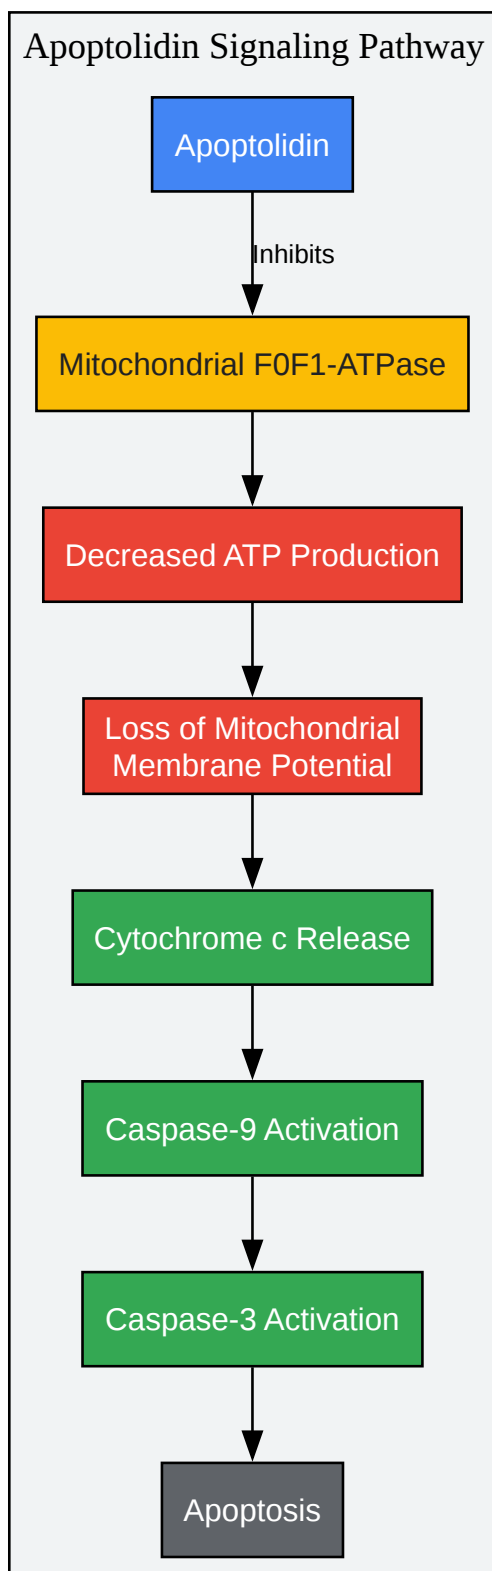 Apoptolidin Signaling Pathway
Apoptolidin
Inhibits
Mitochondrial F0F1-ATPase
Decreased ATP Production
Loss of Mitochondrial
Membrane Potential
Cytochrome c Release
Caspase-9 Activation
Caspase-3 Activation
Apoptosis